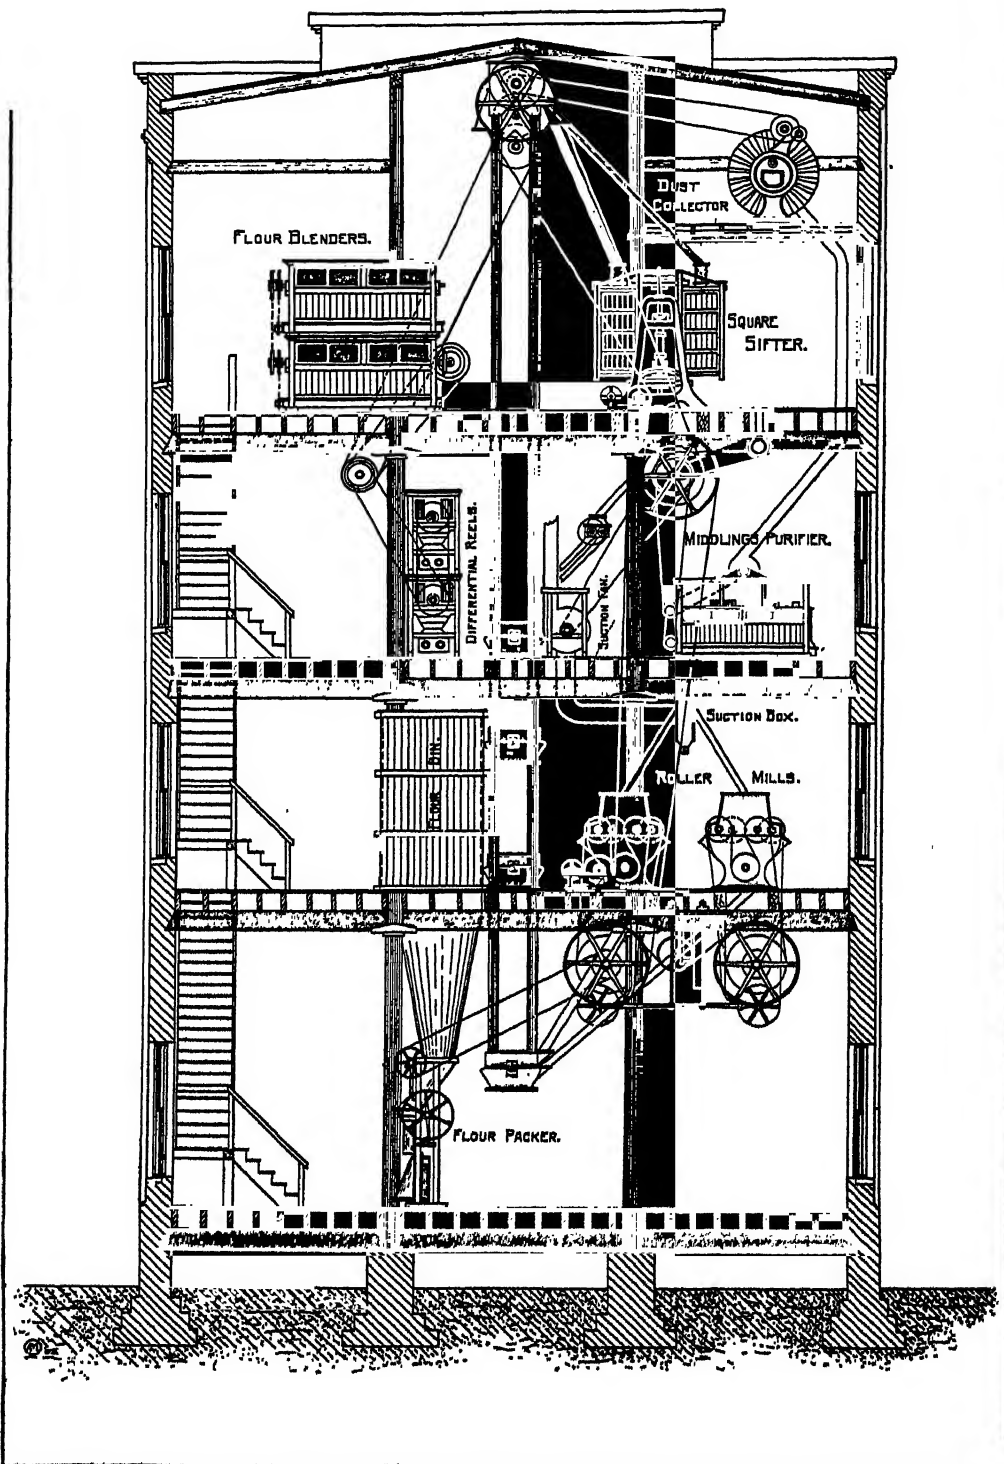 Flour Blenders.
Dust
Collector
Square
Sifter.
Differential Reels.
Suction Fan.
Middlings Purifier.
Suction Box.
Flour Bin.
Roller Mills.
Flour Packer.